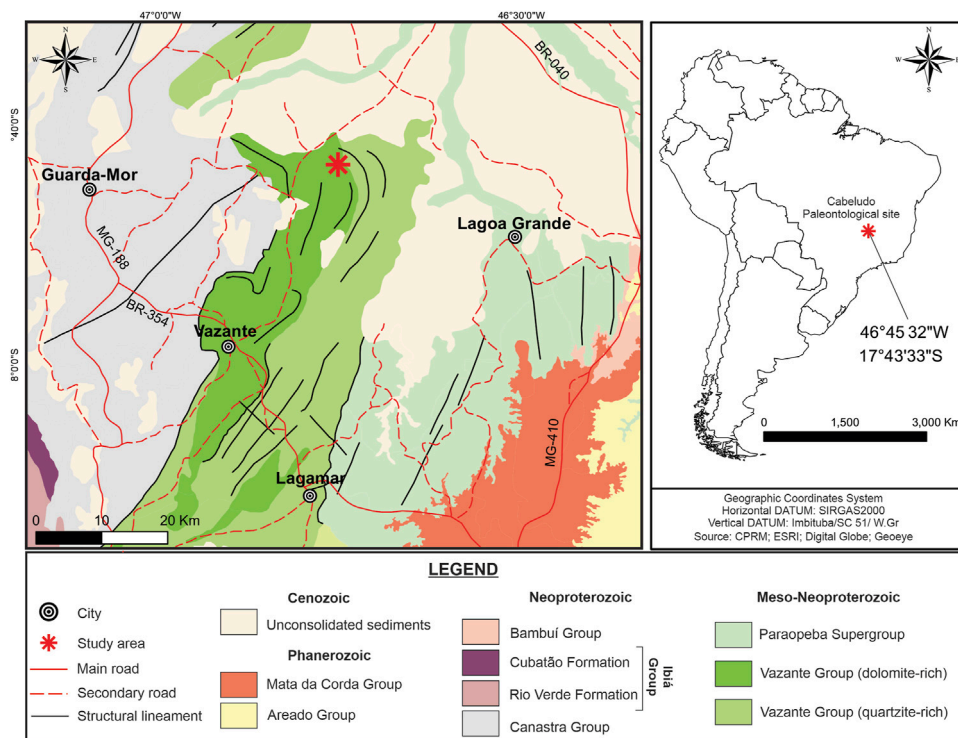 47°0'0"W
46°30'0"W
N
W E
S
BR-040
°40'0"S
Guarda-Mor
Lagoa Grande
MG-188
BR-354
Vazante
8°0'0"S
MG-410
Lagamar
0 10 20 Km
N
W E
S
Cabeludo
Paleontological site
46°45 32"W
17°43'33"S
0 1,500 3,000 Km
Geographic Coordinates System
Horizontal DATUM: SIRGAS2000
Vertical DATUM: Imbituba/SC 51/ W.Gr
Source: CPRM; ESRI; Digital Globe; Geoeye
LEGEND
City
Study area
Main road
Secondary road
Structural lineament
Cenozoic
Unconsolidated sediments
Phanerozoic
Mata da Corda Group
Areado Group
Neoproterozoic
Bambuí Group
Cubatão Formation
Rio Verde Formation
Ibiá
Group
Canastra Group
Meso-Neoproterozoic
Paraopeba Supergroup
Vazante Group (dolomite-rich)
Vazante Group (quartzite-rich)